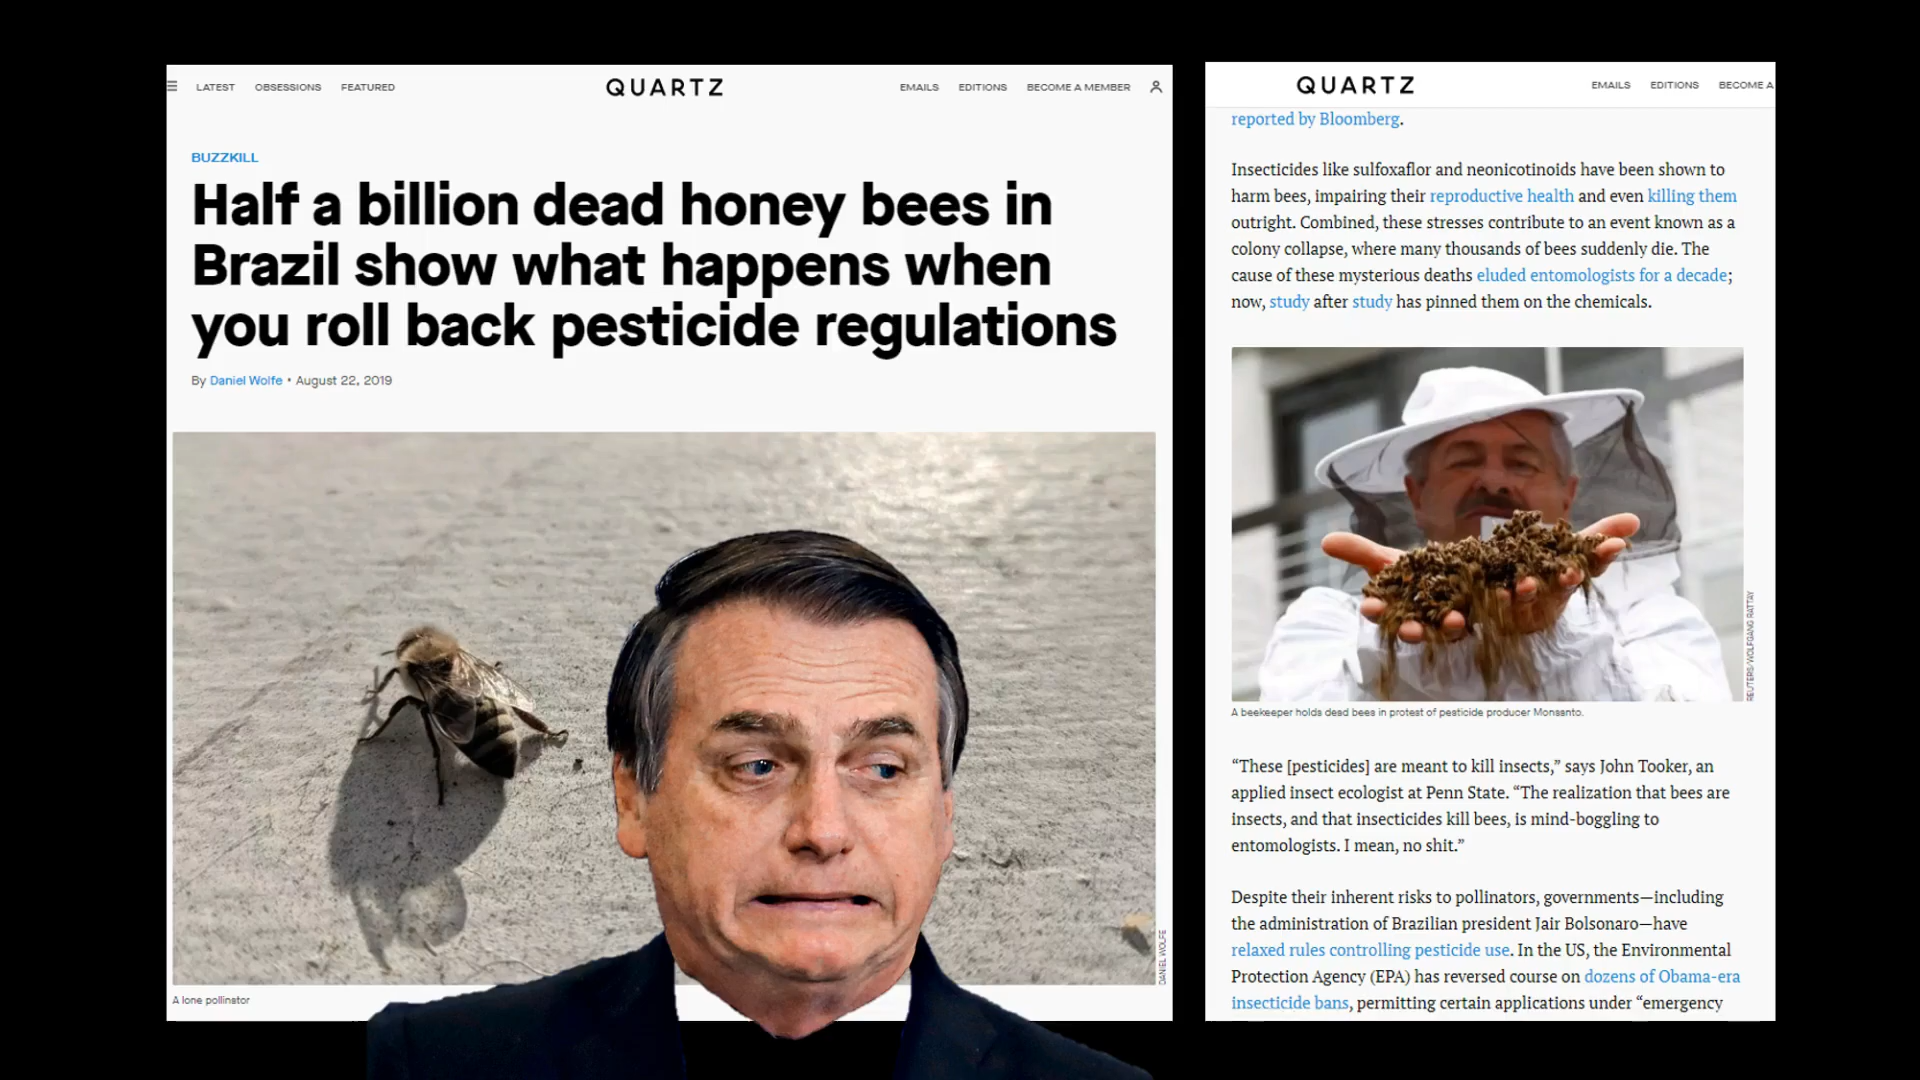 LATEST OBSESSIONS FEATURED QUARTZ EMAILS EDITIONS BECOME A MEMBER
BUZZKILL
Half a billion dead honey bees in
Brazil show what happens when
you roll back pesticide regulations
By Daniel Wolfe • August 22, 2019
DANIEL WOLFE
A lone pollinator
QUARTZ EMAILS EDITIONS BECOME A
reported by Bloomberg.
Insecticides like sulfoxaflor and neonicotinoids have been shown to
harm bees, impairing their reproductive health and even killing them
outright. Combined, these stresses contribute to an event known as a
colony collapse, where many thousands of bees suddenly die. The
cause of these mysterious deaths eluded entomologists for a decade;
now, study after study has pinned them on the chemicals.
REUTERS/WOLFGANG RATTAY
A beekeeper holds dead bees in protest of pesticide producer Monsanto.
“These [pesticides] are meant to kill insects,” says John Tooker, an
applied insect ecologist at Penn State. “The realization that bees are
insects, and that insecticides kill bees, is mind-boggling to
entomologists. I mean, no shit.”
Despite their inherent risks to pollinators, governments—including
the administration of Brazilian president Jair Bolsonaro—have
relaxed rules controlling pesticide use. In the US, the Environmental
Protection Agency (EPA) has reversed course on dozens of Obama-era
insecticide bans, permitting certain applications under “emergency